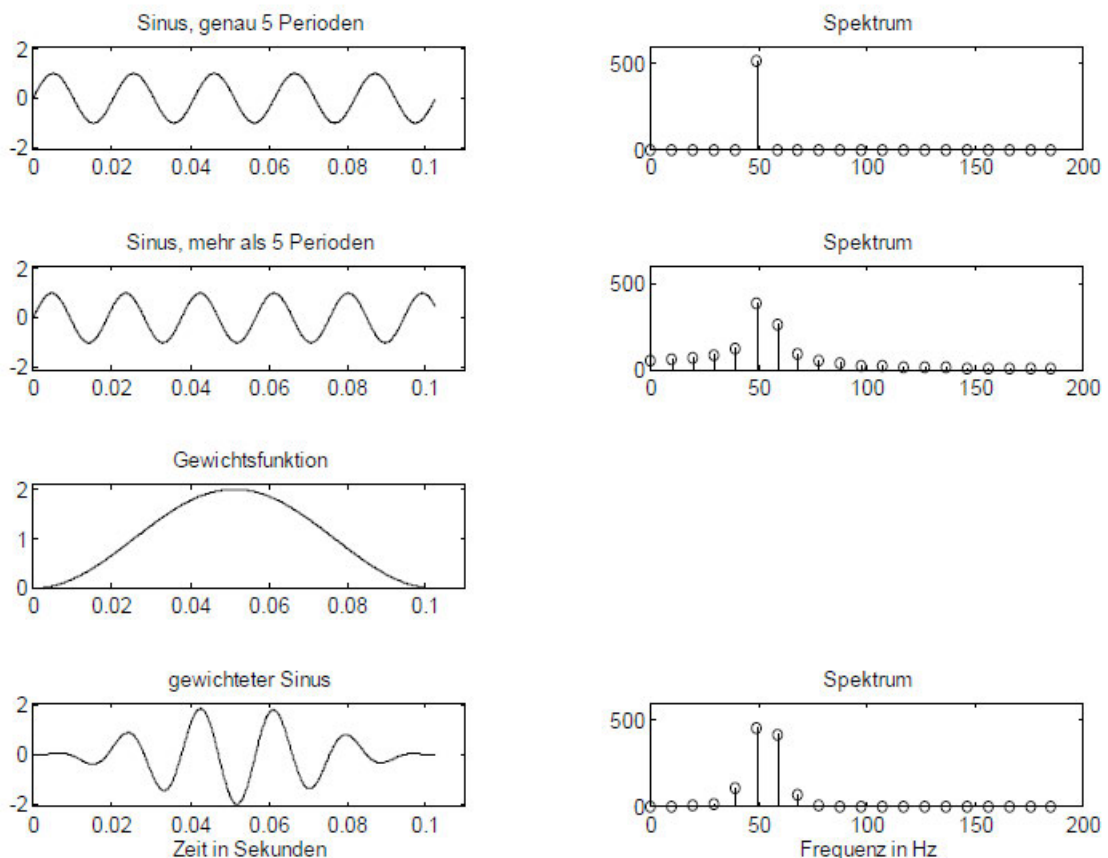 Sinus, genau 5 Perioden
2
0
-2
0 0.02 0.04 0.06 0.08 0.1
Spektrum
500
0
0 50 100 150 200
Sinus, mehr als 5 Perioden
2
0
-2
0 0.02 0.04 0.06 0.08 0.1
Spektrum
500
0
0 50 100 150 200
Gewichtsfunktion
2
1
0
0 0.02 0.04 0.06 0.08 0.1
gewichteter Sinus
2
0
-2
0 0.02 0.04 0.06 0.08 0.1
Zeit in Sekunden
Spektrum
500
0
0 50 100 150 200
Frequenz in Hz